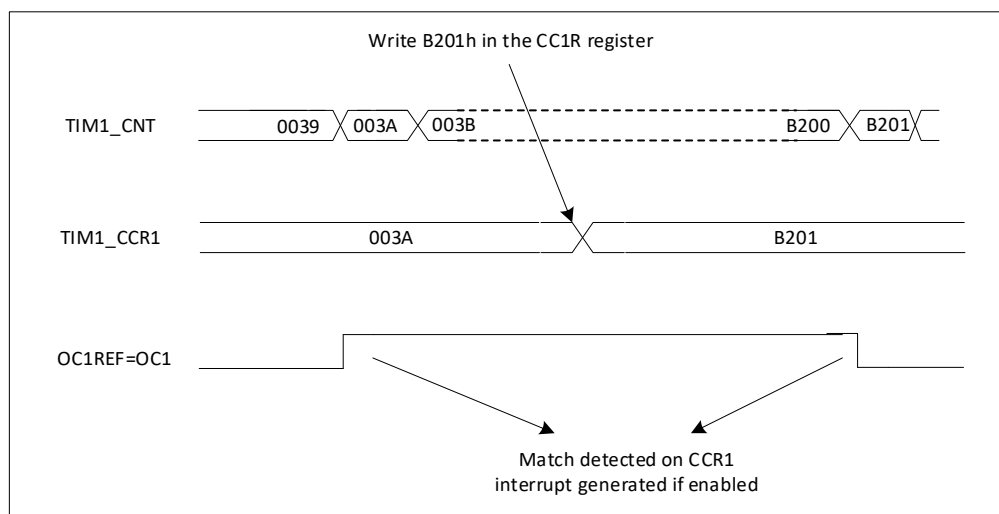 Write B201h in the CC1R register
TIM1_CNT
0039
003A
003B
B200
B201
TIM1_CCR1
003A
B201
OC1REF=OC1
Match detected on CCR1
interrupt generated if enabled